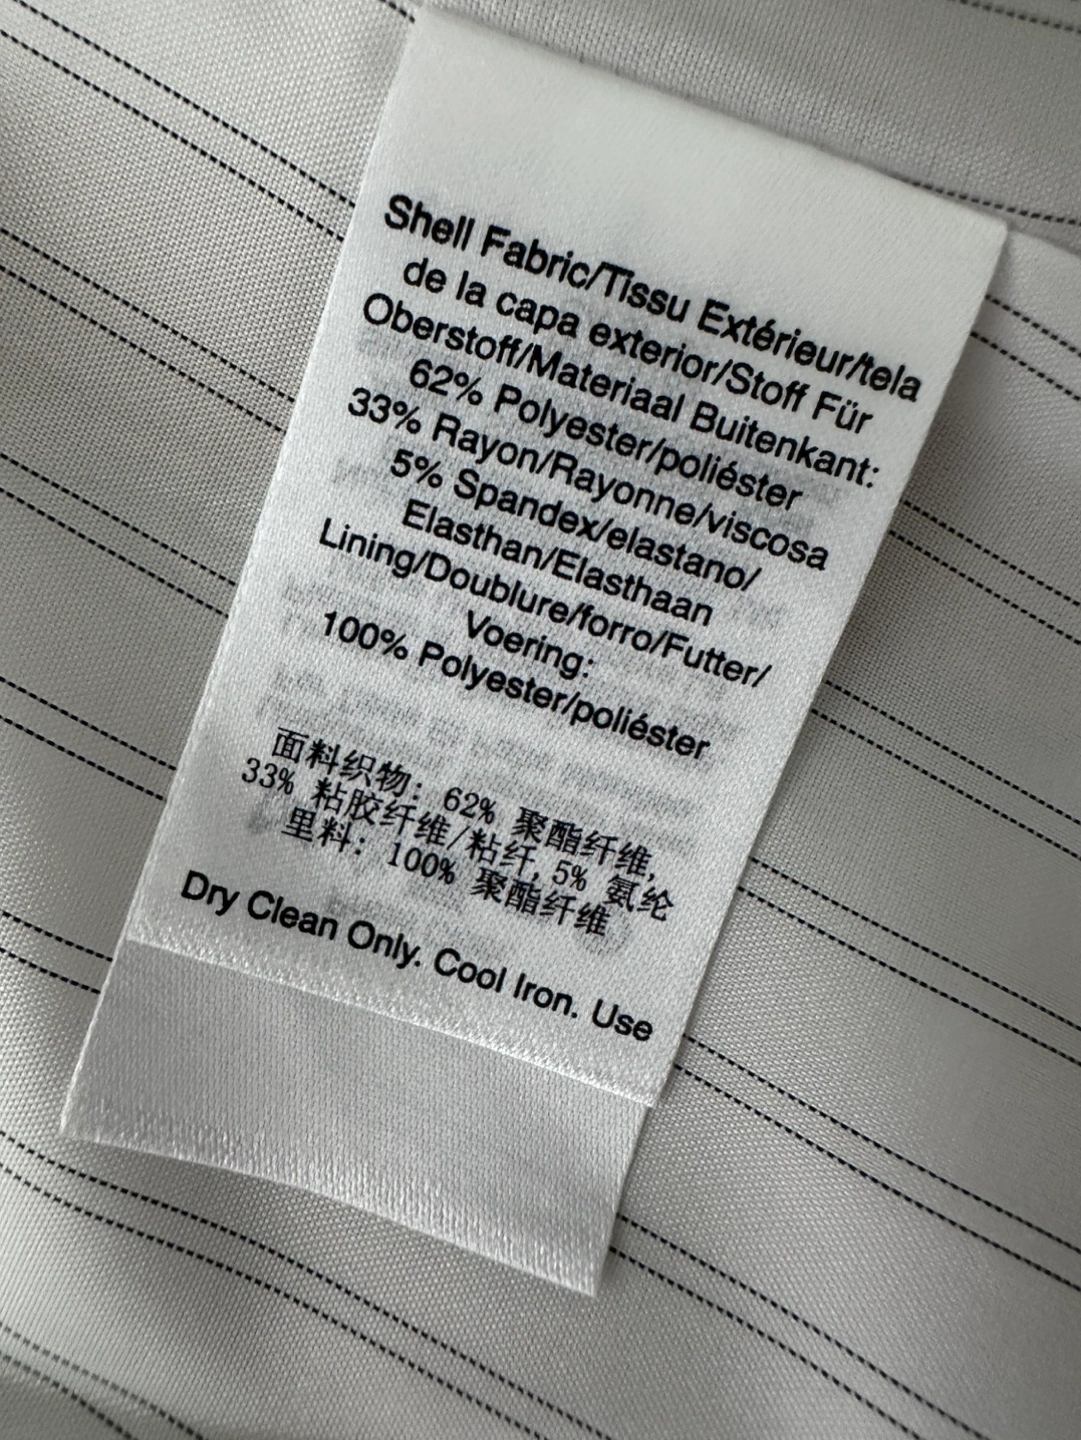 Shell Fabric/Tissu Extérieur/tela
de la capa exterior/Stoff Für
Oberstoff/Materiaal Buitenkant:
62% Polyester/poliéster
33% Rayon/Rayonne/viscosa
5% Spandex/elastano/
Elasthan/Elasthaan
Lining/Doublure/forro/Futter/
Voering:
100% Polyester/poliéster
面料织物: 62% 聚酯纤维,
33% 粘胶纤维/粘纤, 5% 氨纶
里料: 100% 聚酯纤维
Dry Clean Only. Cool Iron. Use